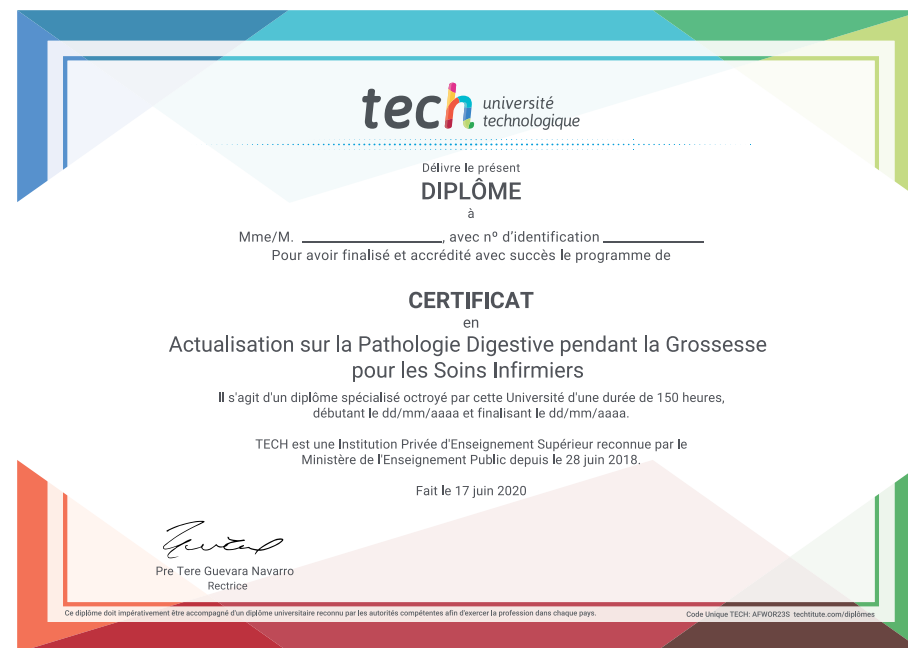 tech université
technologique
Délivre le présent
DIPLÔME
à
Mme/M. ____________________, avec nº d'identification ______________
Pour avoir finalisé et accrédité avec succès le programme de
CERTIFICAT
en
Actualisation sur la Pathologie Digestive pendant la Grossesse
pour les Soins Infirmiers
Il s'agit d'un diplôme spécialisé octroyé par cette Université d'une durée de 150 heures,
débutant le dd/mm/aaaa et finalisant le dd/mm/aaaa.
TECH est une Institution Privée d'Enseignement Supérieur reconnue par le
Ministère de l'Enseignement Public depuis le 28 juin 2018.
Fait le 17 juin 2020
Pre Tere Guevara Navarro
Rectrice
Ce diplôme doit impérativement être accompagné d'un diplôme universitaire reconnu par les autorités compétentes afin d'exercer la profession dans chaque pays.
Code Unique TECH: AFWOR23S techtitute.com/diplômes